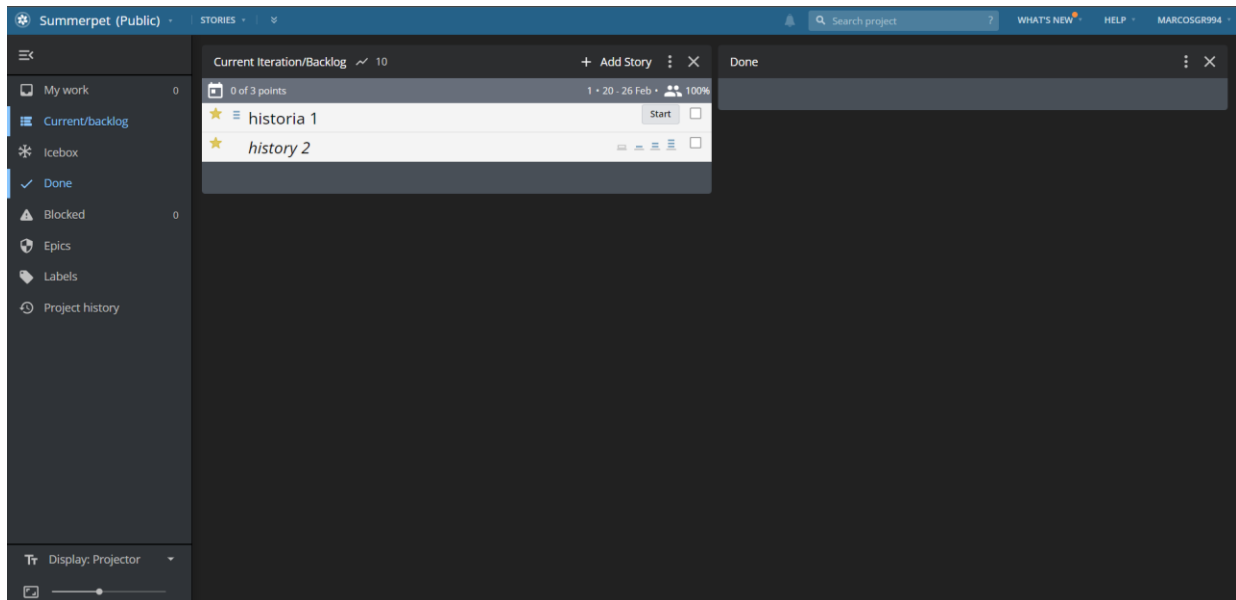 Summerpet (Public) STORIES Search project ? WHAT'S NEW HELP MARCOSGR994
My work 0
Current/backlog
Icebox
Done
Blocked 0
Epics
Labels
Project history
Display: Projector
Current Iteration/Backlog 10 + Add Story
0 of 3 points 1 • 20 - 26 Feb • 100%
historia 1 Start
history 2
Done